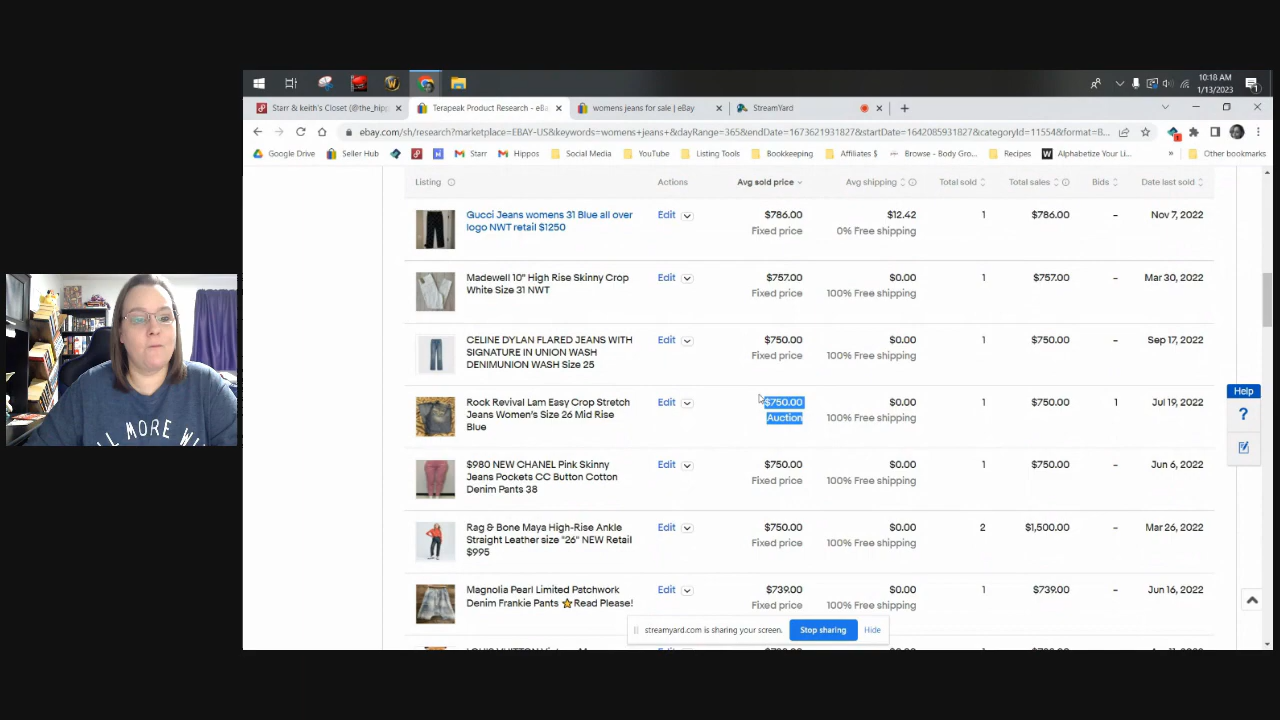 10:18 AM
1/13/2023
Starr & keith's Closet (@the_hipp
Terapeak Product Research - eBa
womens jeans for sale | eBay
StreamYard
ebay.com/sh/research?marketplace=EBAY-US&keywords=womens+jeans+&dayRange=365&endDate=1673621931827&startDate=1642085931827&categoryId=11554&format=B...
Google Drive Seller Hub Starr Hippos Social Media YouTube Listing Tools Bookkeeping Affiliates $ Browse - Body Gro... Recipes Alphabetize Your Li... » Other bookmarks
Listing Actions Avg sold price Avg shipping Total sold Total sales Bids Date last sold
Gucci Jeans womens 31 Blue all over Edit $786.00 $12.42 1 $786.00 – Nov 7, 2022
logo NWT retail $1250 Fixed price 0% Free shipping
Madewell 10" High Rise Skinny Crop Edit $757.00 $0.00 1 $757.00 – Mar 30, 2022
White Size 31 NWT Fixed price 100% Free shipping
CELINE DYLAN FLARED JEANS WITH Edit $750.00 $0.00 1 $750.00 – Sep 17, 2022
SIGNATURE IN UNION WASH Fixed price 100% Free shipping
DENIMUNION WASH Size 25
Rock Revival Lam Easy Crop Stretch Edit $750.00 $0.00 1 $750.00 1 Jul 19, 2022
Jeans Women's Size 26 Mid Rise Auction 100% Free shipping
Blue
$980 NEW CHANEL Pink Skinny Edit $750.00 $0.00 1 $750.00 – Jun 6, 2022
Jeans Pockets CC Button Cotton Fixed price 100% Free shipping
Denim Pants 38
Rag & Bone Maya High-Rise Ankle Edit $750.00 $0.00 2 $1,500.00 – Mar 26, 2022
Straight Leather size "26" NEW Retail Fixed price 100% Free shipping
$995
Magnolia Pearl Limited Patchwork Edit $739.00 $0.00 1 $739.00 – Jun 16, 2022
Denim Frankie Pants ⭐Read Please! Fixed price 100% Free shipping
streamyard.com is sharing your screen. Stop sharing Hide
Help
?
LL MORE WI